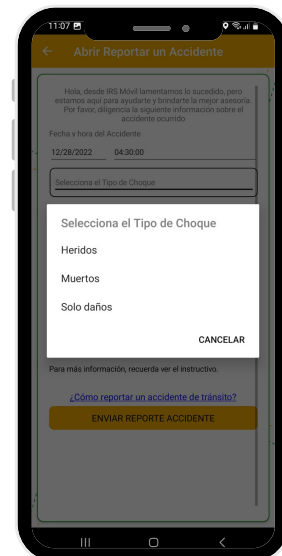 11:07
Abrir Reportar un Accidente
Hola, desde IRS Móvil lamentamos lo sucedido, pero
estamos aquí para ayudarte y brindarte la mejor asesoría.
Por favor, diligencia la siguiente información sobre el
accidente ocurrido
Fecha y hora del Accidente
12/28/2022 04:30:00
Selecciona el Tipo de Choque
Selecciona el Tipo de Choque
Heridos
Muertos
Solo daños
CANCELAR
Para más información, recuerda ver el instructivo.
¿Cómo reportar un accidente de tránsito?
ENVIAR REPORTE ACCIDENTE